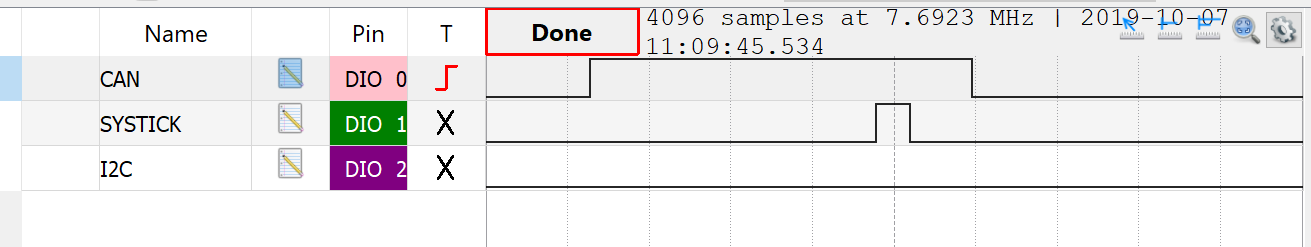 Name Pin T Done 4096 samples at 7.6923 MHz | 2019-10-07
11:09:45.534
CAN DIO 0
SYSTICK DIO 1 X
I2C DIO 2 X